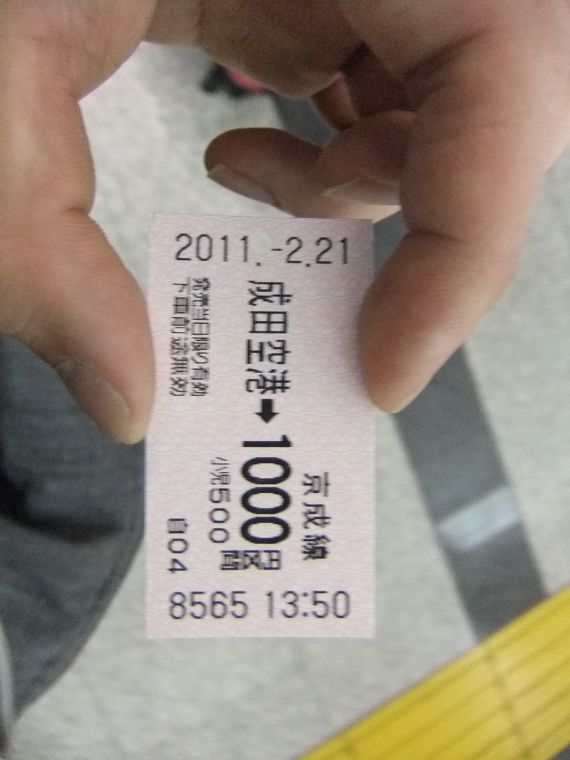 2011.-2.21
京成線
成田空港➡1000円区間
小児500
発売当日限り有効
下車前途無効
自04
8565 13:50